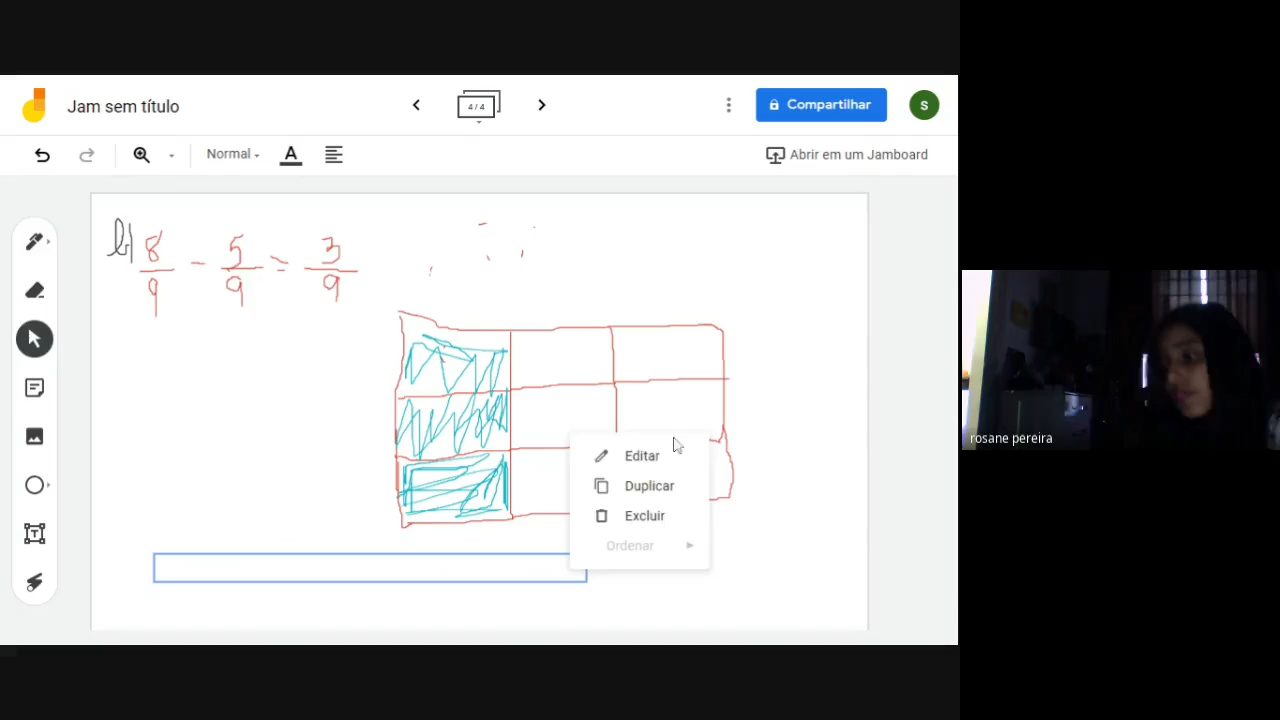 Jam sem título
4 / 4
Compartilhar
S
Normal
A
Abrir em um Jamboard
b) 8/9 - 5/9 = 3/9
Editar
Duplicar
Excluir
Ordenar
T
rosane pereira